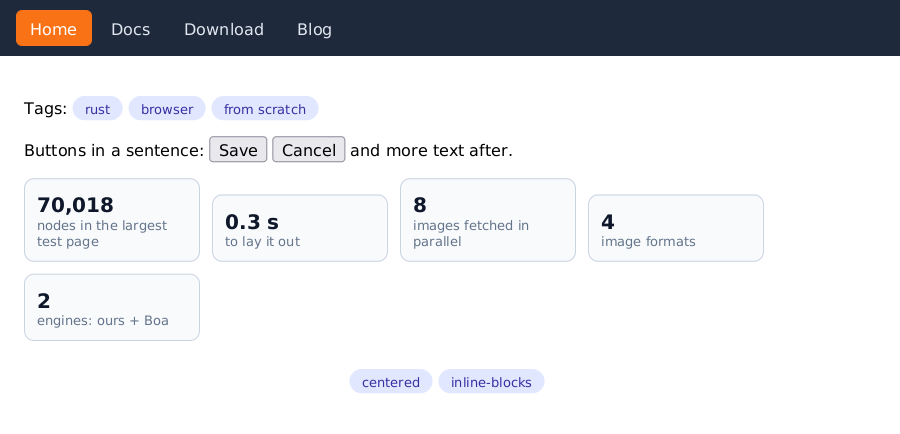 Home Docs Download Blog
Tags: rust browser from scratch
Buttons in a sentence: Save Cancel and more text after.
70,018
nodes in the largest
test page
0.3 s
to lay it out
8
images fetched in
parallel
4
image formats
2
engines: ours + Boa
centered inline-blocks